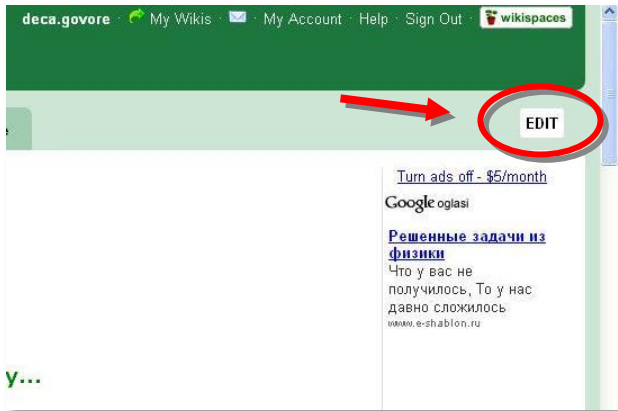 deca.govore · My Wikis · · My Account · Help · Sign Out · wikispaces
EDIT
Turn ads off - $5/month
Google oglasi
Решенные задачи из
физики
Что у вас не
получилось, То у нас
давно сложилось
www.e-shablon.ru
y...